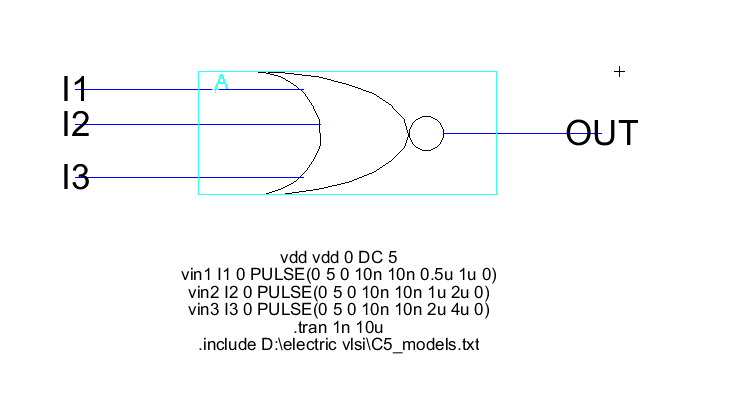 A
I1
I2
I3
OUT
vdd vdd 0 DC 5
vin1 I1 0 PULSE(0 5 0 10n 10n 0.5u 1u 0)
vin2 I2 0 PULSE(0 5 0 10n 10n 1u 2u 0)
vin3 I3 0 PULSE(0 5 0 10n 10n 2u 4u 0)
.tran 1n 10u
.include D:\electric vlsi\C5_models.txt